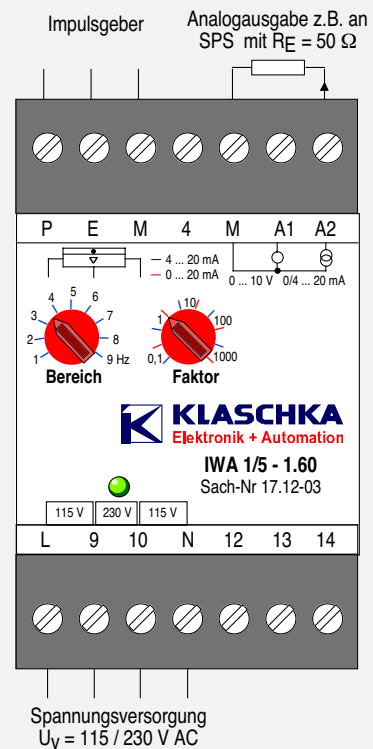 Impulsgeber
Analogausgabe z.B. an
SPS mit RE = 50 Ω
P E M 4 M A1 A2
4 ... 20 mA
0 ... 20 mA
0 ... 10 V 0/4 ... 20 mA
1 2 3 4 5 6 7 8 9 Hz
0,1 1 10 100 1000
Bereich Faktor
K KLASCHKA
Elektronik + Automation
IWA 1/5 - 1.60
Sach-Nr 17.12-03
115 V 230 V 115 V
L 9 10 N 12 13 14
Spannungsversorgung
UV = 115 / 230 V AC